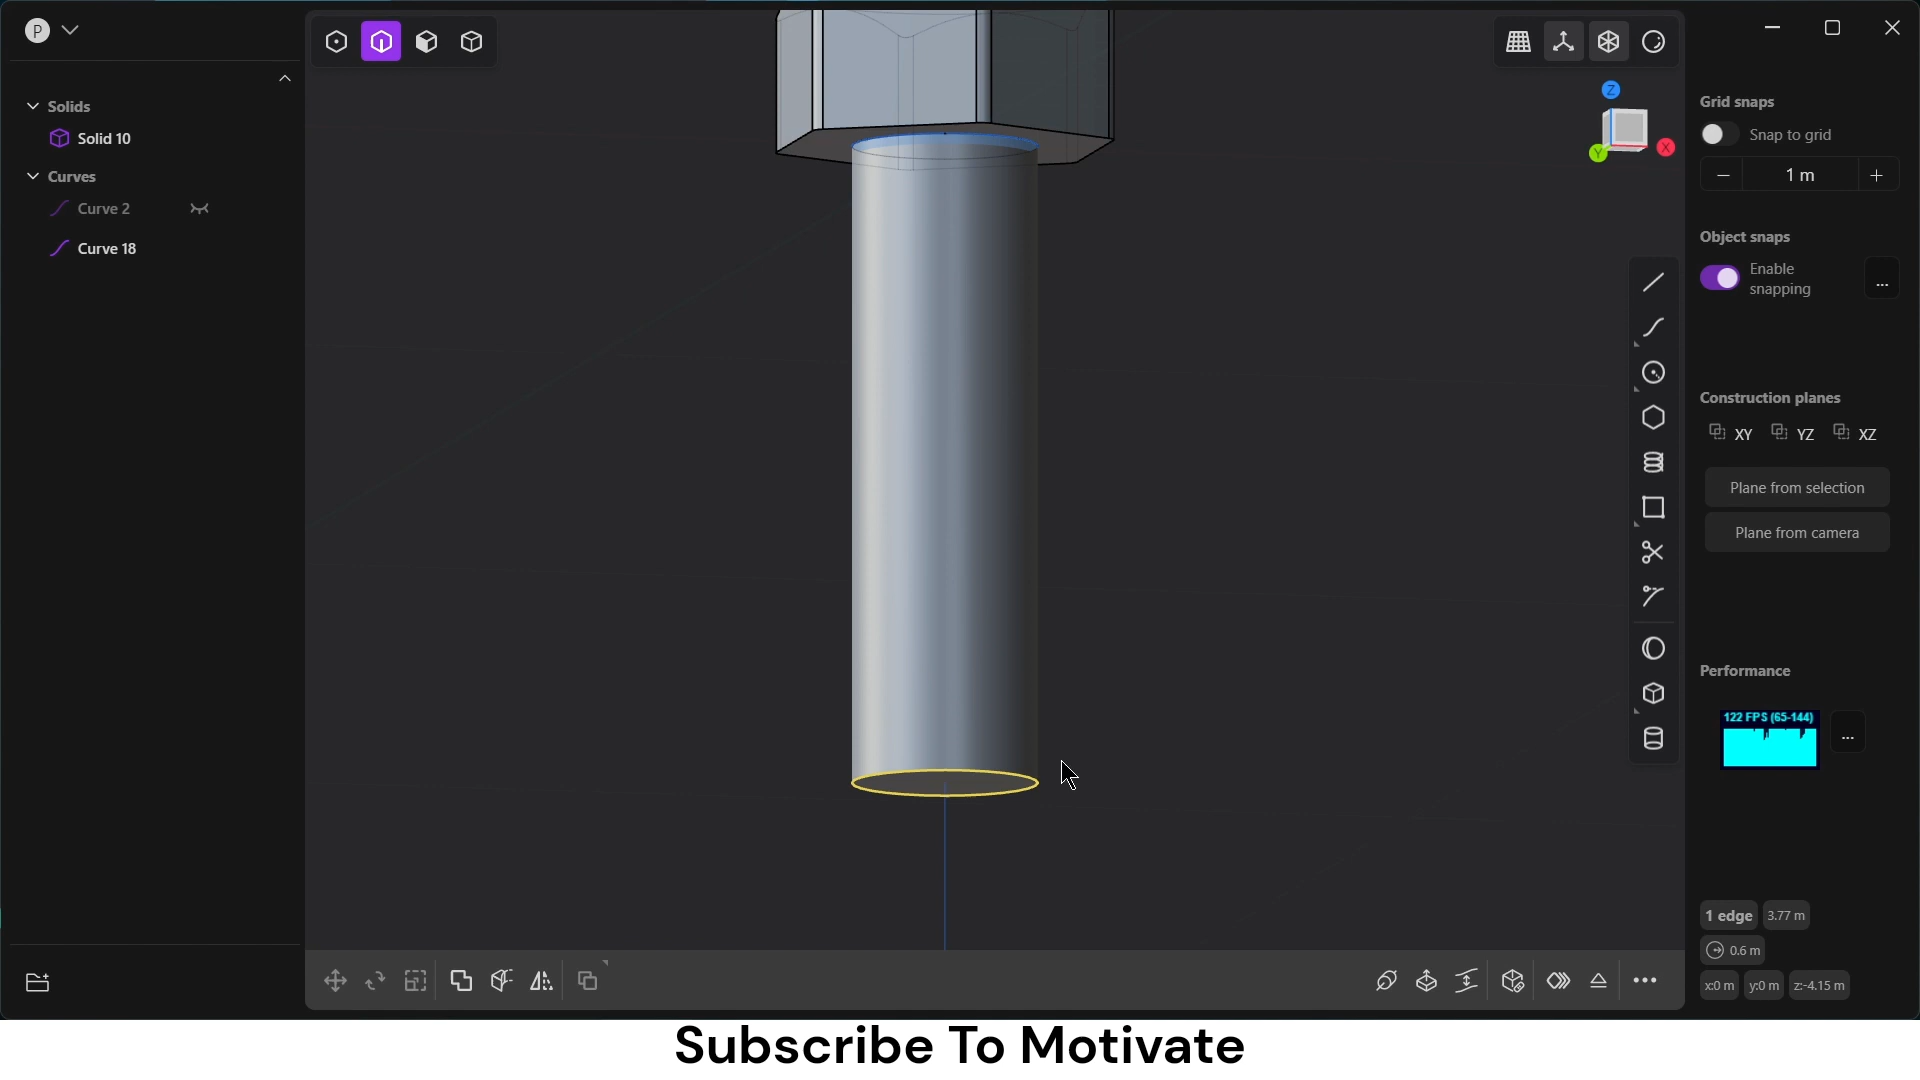 P
Solids
Solid 10
Curves
Curve 2
Curve 18
Z
Y
X
Grid snaps
Snap to grid
1 m
Object snaps
Enable
snapping
...
Construction planes
XY YZ XZ
Plane from selection
Plane from camera
Performance
122 FPS (65-144)
...
1 edge 3.77 m
0.6 m
x:0 m y:0 m z:-4.15 m
Subscribe To Motivate